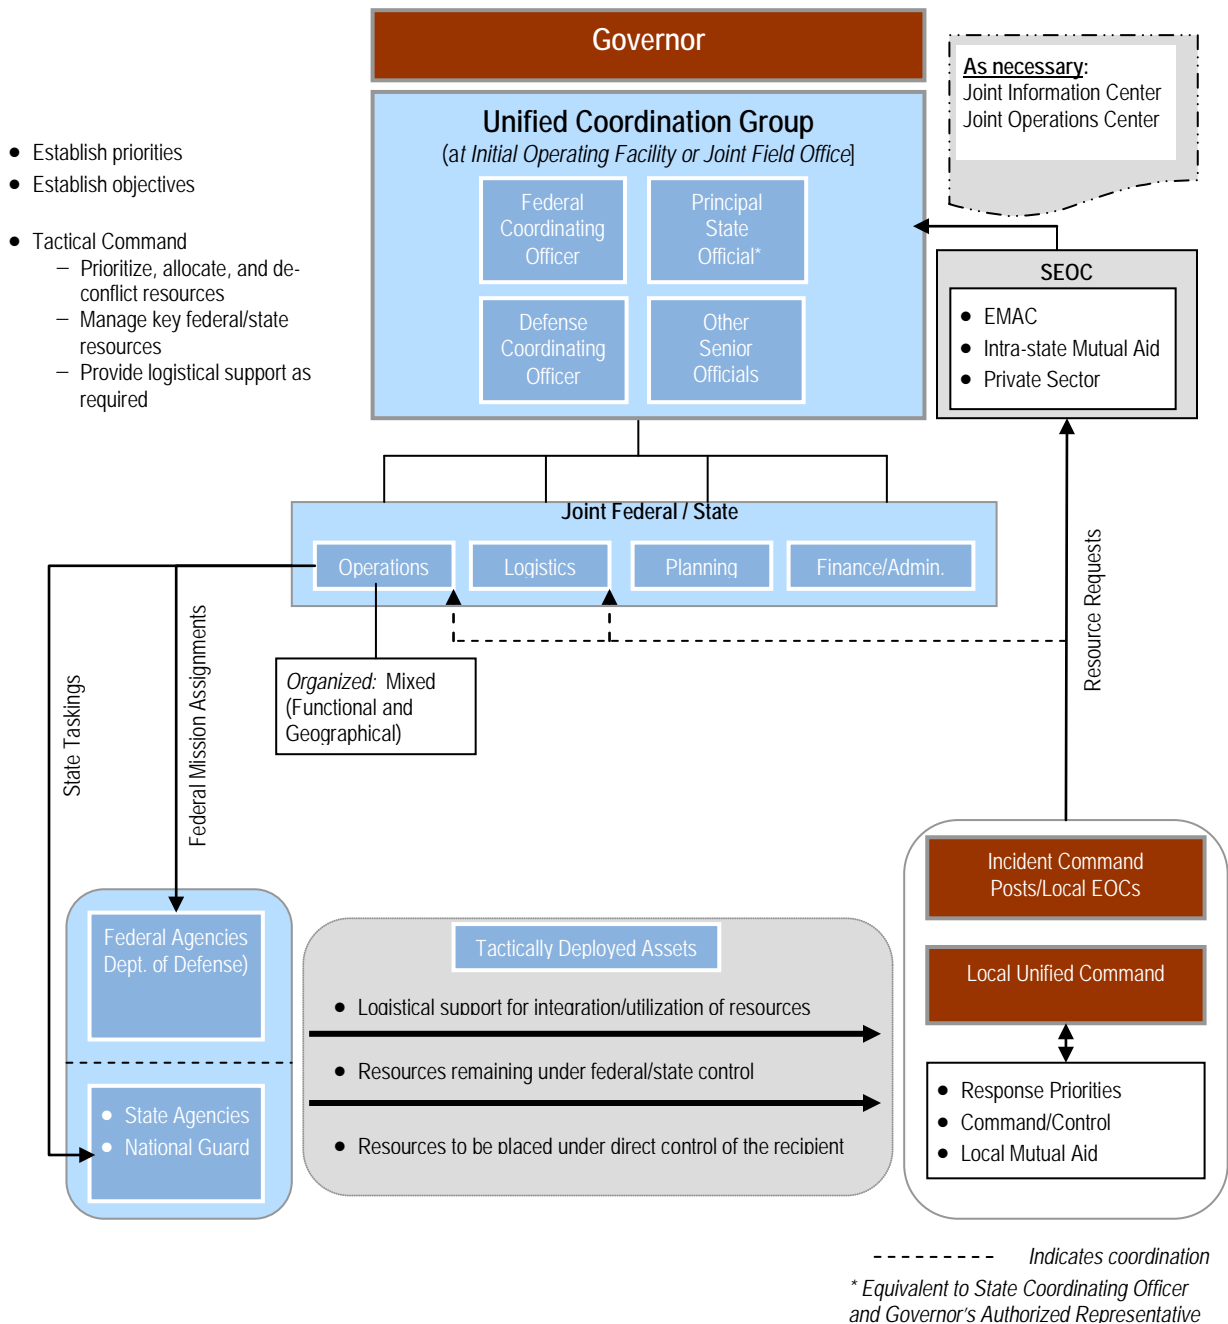 Governor
As necessary:
Joint Information Center
Joint Operations Center
Unified Coordination Group
(at Initial Operating Facility or Joint Field Office]
• Establish priorities
• Establish objectives
• Tactical Command
– Prioritize, allocate, and de-
conflict resources
– Manage key federal/state
resources
– Provide logistical support as
required
Federal
Coordinating
Officer
Principal
State
Official*
Defense
Coordinating
Officer
Other
Senior
Officials
SEOC
• EMAC
• Intra-state Mutual Aid
• Private Sector
Joint Federal / State
Operations
Logistics
Planning
Finance/Admin.
Organized: Mixed
(Functional and
Geographical)
State Taskings
Federal Mission Assignments
Resource Requests
Incident Command
Posts/Local EOCs
Local Unified Command
• Response Priorities
• Command/Control
• Local Mutual Aid
Federal Agencies
Dept. of Defense)
• State Agencies
• National Guard
Tactically Deployed Assets
• Logistical support for integration/utilization of resources
• Resources remaining under federal/state control
• Resources to be placed under direct control of the recipient
Indicates coordination
* Equivalent to State Coordinating Officer
and Governor's Authorized Representative